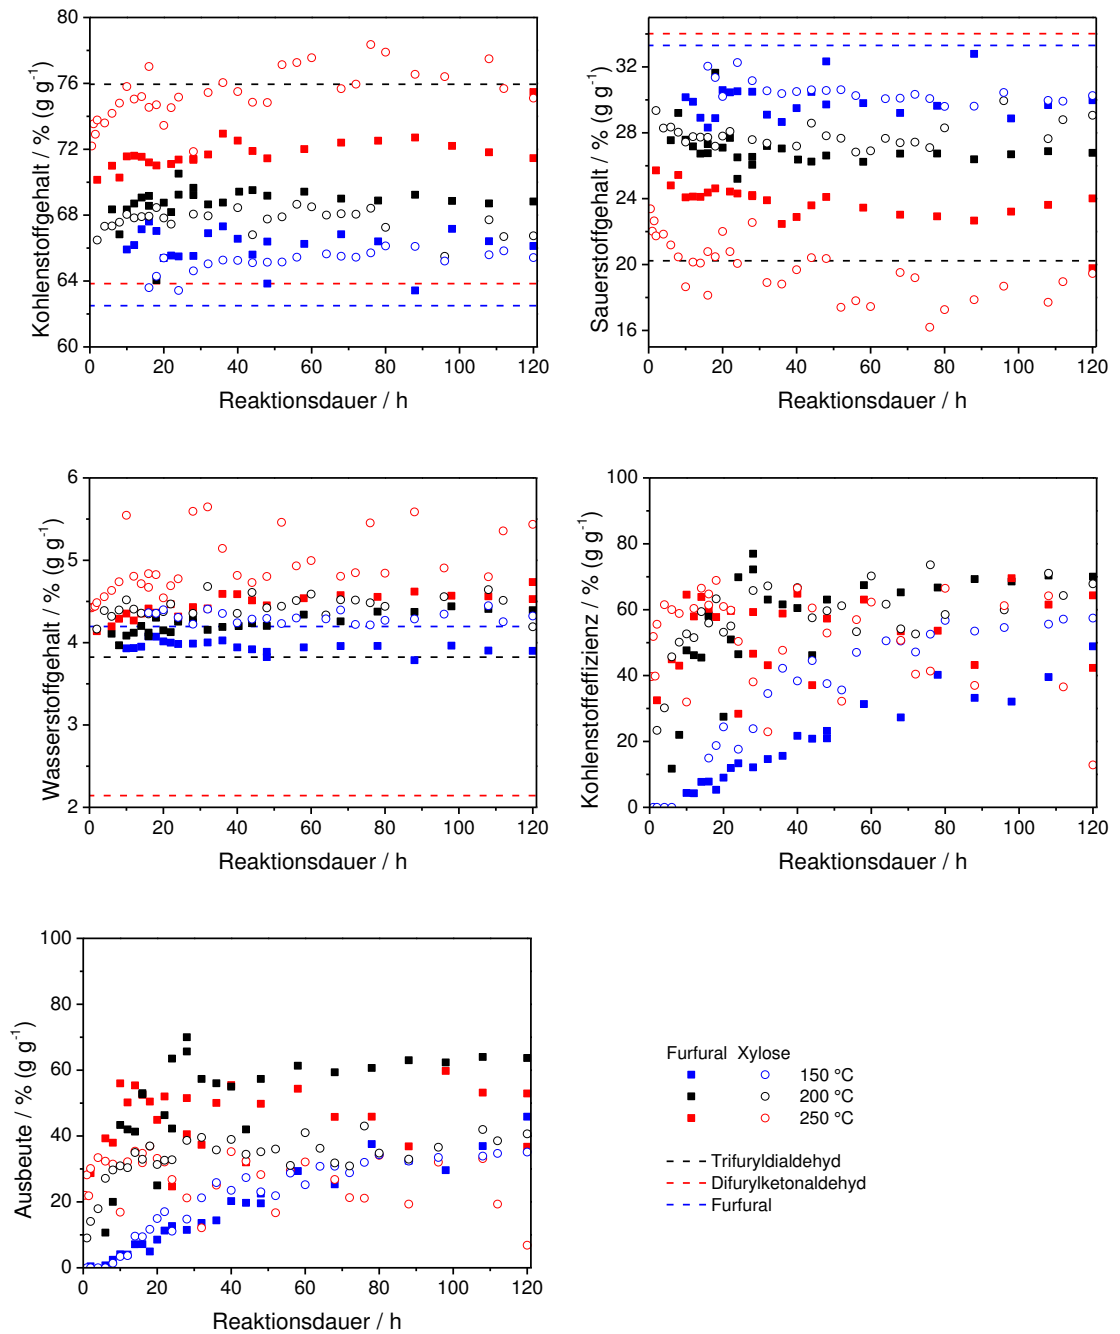 80
76
72
68
64
60
0 20 40 60 80 100 120
Kohlenstoffgehalt / % (g g⁻¹)
Reaktionsdauer / h
32
28
24
20
16
0 20 40 60 80 100 120
Sauerstoffgehalt / % (g g⁻¹)
Reaktionsdauer / h
6
5
4
3
2
0 20 40 60 80 100 120
Wasserstoffgehalt / % (g g⁻¹)
Reaktionsdauer / h
100
80
60
40
20
0
0 20 40 60 80 100 120
Kohlenstoffeffizienz / % (g g⁻¹)
Reaktionsdauer / h
100
80
60
40
20
0
0 20 40 60 80 100 120
Ausbeute / % (g g⁻¹)
Reaktionsdauer / h
Furfural Xylose
150 °C
200 °C
250 °C
Trifuryldialdehyd
Difurylketonaldehyd
Furfural